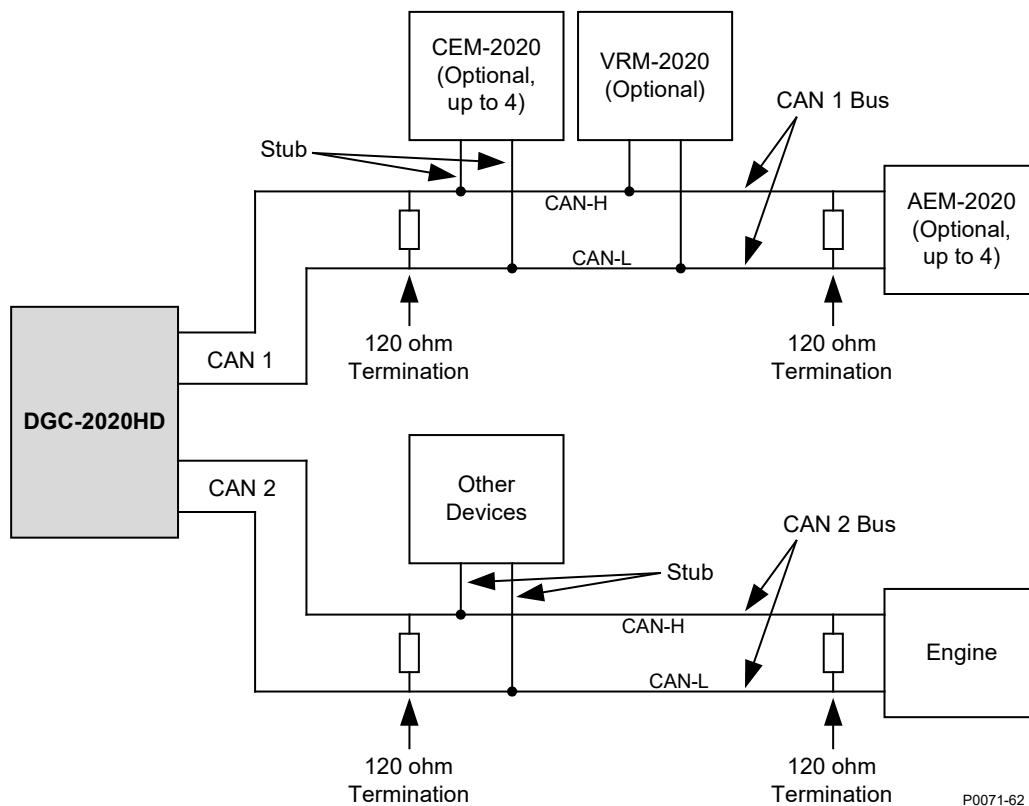 CEM-2020
(Optional,
up to 4)
VRM-2020
(Optional)
CAN 1 Bus
Stub
CAN-H
AEM-2020
(Optional,
up to 4)
CAN-L
120 ohm
Termination
120 ohm
Termination
CAN 1
DGC-2020HD
CAN 2
Other
Devices
CAN 2 Bus
Stub
CAN-H
Engine
CAN-L
120 ohm
Termination
120 ohm
Termination
P0071-62